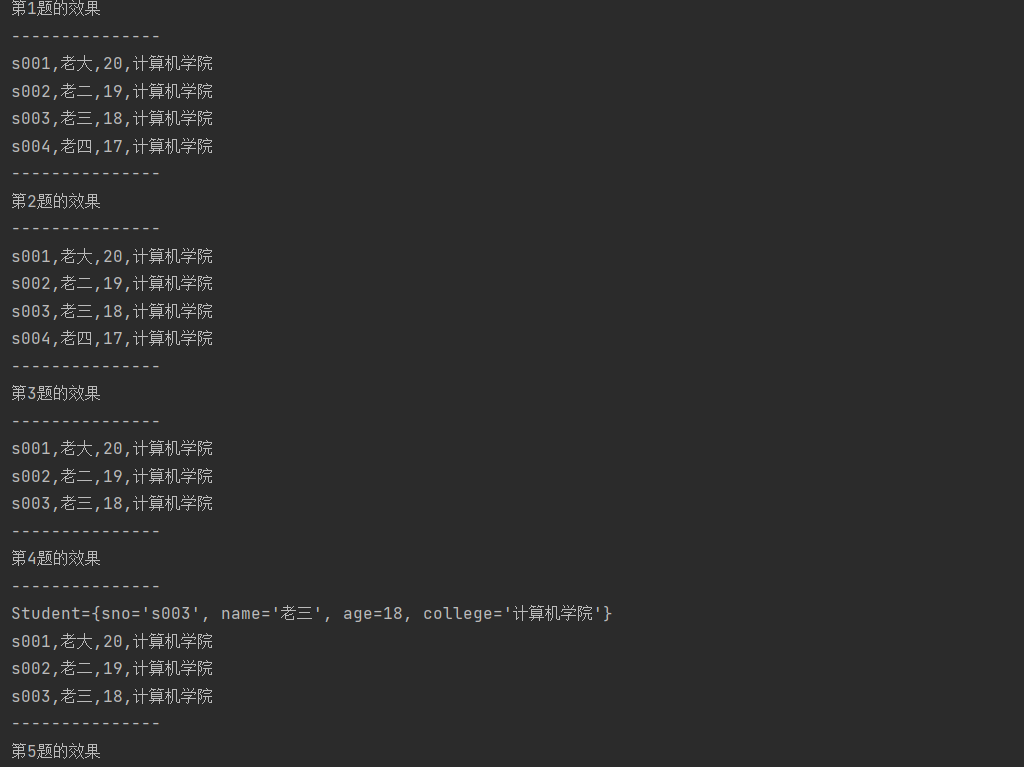 第1题的效果
---------------
s001,老大,20,计算机学院
s002,老二,19,计算机学院
s003,老三,18,计算机学院
s004,老四,17,计算机学院
---------------
第2题的效果
---------------
s001,老大,20,计算机学院
s002,老二,19,计算机学院
s003,老三,18,计算机学院
s004,老四,17,计算机学院
---------------
第3题的效果
---------------
s001,老大,20,计算机学院
s002,老二,19,计算机学院
s003,老三,18,计算机学院
---------------
第4题的效果
---------------
Student={sno='s003', name='老三', age=18, college='计算机学院'}
s001,老大,20,计算机学院
s002,老二,19,计算机学院
s003,老三,18,计算机学院
---------------
第5题的效果